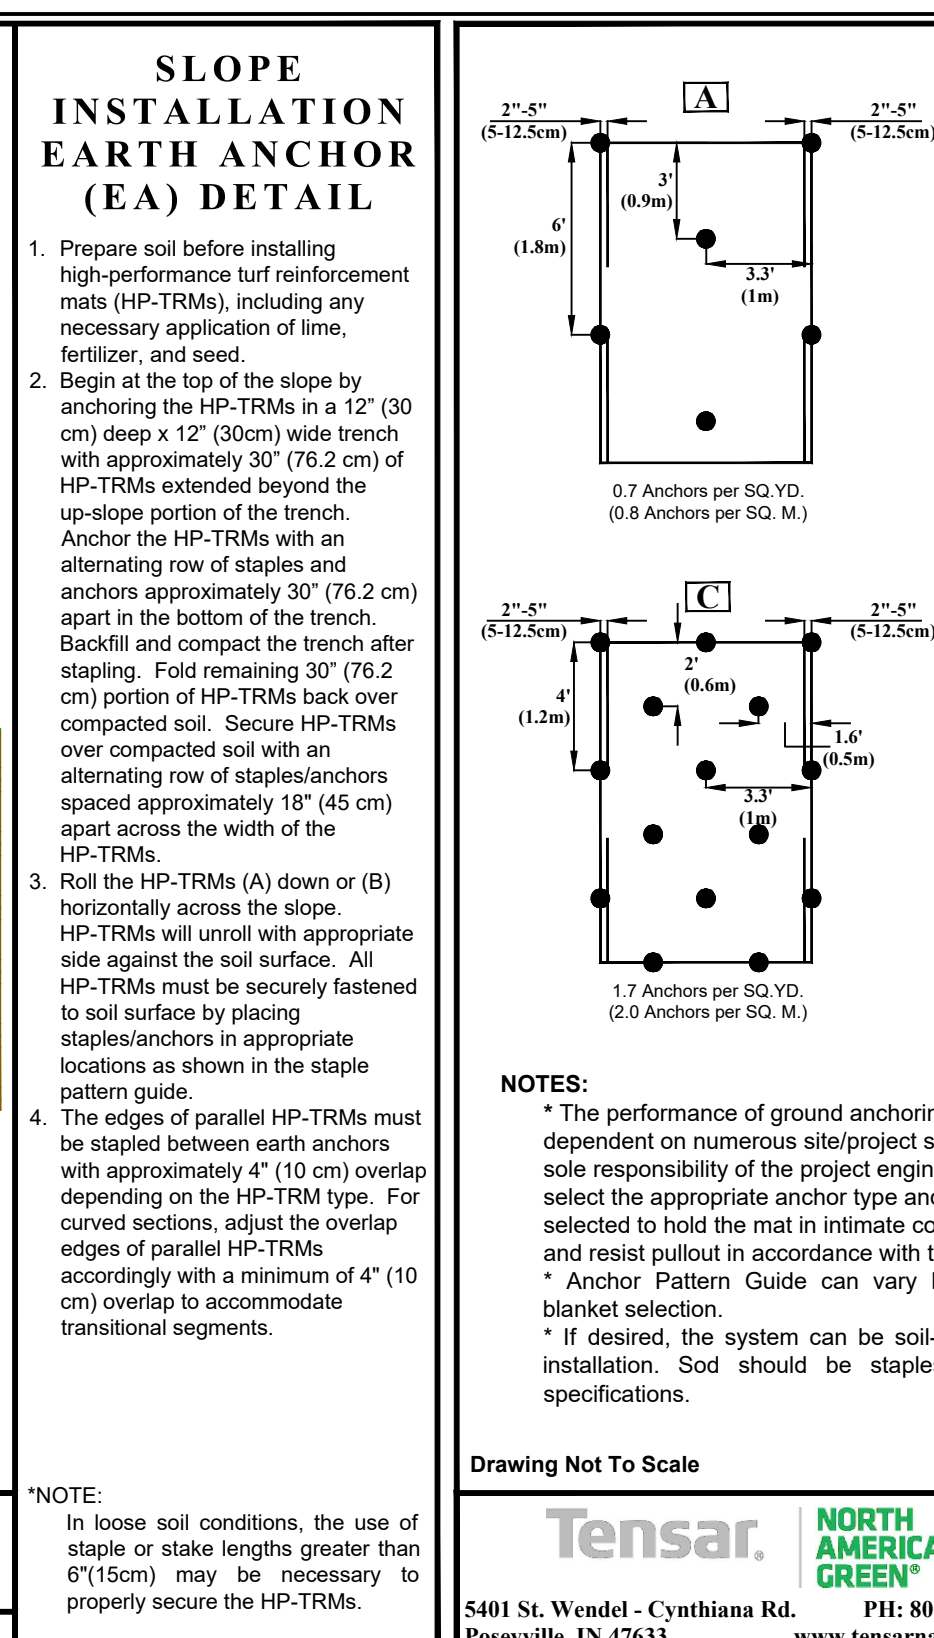 SLOPE
INSTALLATION
EARTH ANCHOR
(EA) DETAIL
1. Prepare soil before installing
high-performance turf reinforcement
mats (HP-TRMs), including any
necessary application of lime,
fertilizer, and seed.
2. Begin at the top of the slope by
anchoring the HP-TRMs in a 12” (30
cm) deep x 12” (30cm) wide trench
with approximately 30” (76.2 cm) of
HP-TRMs extended beyond the
up-slope portion of the trench.
Anchor the HP-TRMs with an
alternating row of staples and
anchors approximately 30” (76.2 cm)
apart in the bottom of the trench.
Backfill and compact the trench after
stapling. Fold remaining 30” (76.2
cm) portion of HP-TRMs back over
compacted soil. Secure HP-TRMs
over compacted soil with an
alternating row of staples/anchors
spaced approximately 18" (45 cm)
apart across the width of the
HP-TRMs.
3. Roll the HP-TRMs (A) down or (B)
horizontally across the slope.
HP-TRMs will unroll with appropriate
side against the soil surface. All
HP-TRMs must be securely fastened
to soil surface by placing
staples/anchors in appropriate
locations as shown in the staple
pattern guide.
4. The edges of parallel HP-TRMs must
be stapled between earth anchors
with approximately 4" (10 cm) overlap
depending on the HP-TRM type. For
curved sections, adjust the overlap
edges of parallel HP-TRMs
accordingly with a minimum of 4" (10
cm) overlap to accommodate
transitional segments.
*NOTE:
In loose soil conditions, the use of
staple or stake lengths greater than
6"(15cm) may be necessary to
properly secure the HP-TRMs.
A
2"-5"
(5-12.5cm)
2"-5"
(5-12.5cm)
3'
(0.9m)
6'
(1.8m)
3.3'
(1m)
0.7 Anchors per SQ.YD.
(0.8 Anchors per SQ. M.)
C
2"-5"
(5-12.5cm)
2"-5"
(5-12.5cm)
2'
(0.6m)
4'
(1.2m)
1.6'
(0.5m)
3.3'
(1m)
1.7 Anchors per SQ.YD.
(2.0 Anchors per SQ. M.)
NOTES:
* The performance of ground anchorin
dependent on numerous site/project s
sole responsibility of the project engin
select the appropriate anchor type and
selected to hold the mat in intimate co
and resist pullout in accordance with t
* Anchor Pattern Guide can vary
blanket selection.
* If desired, the system can be soil-
installation. Sod should be staples
specifications.
Drawing Not To Scale
Tensar®
NORTH
AMERICA
GREEN®
5401 St. Wendel - Cynthiana Rd. PH: 80
Poseyville, IN 47633 www.tensarna